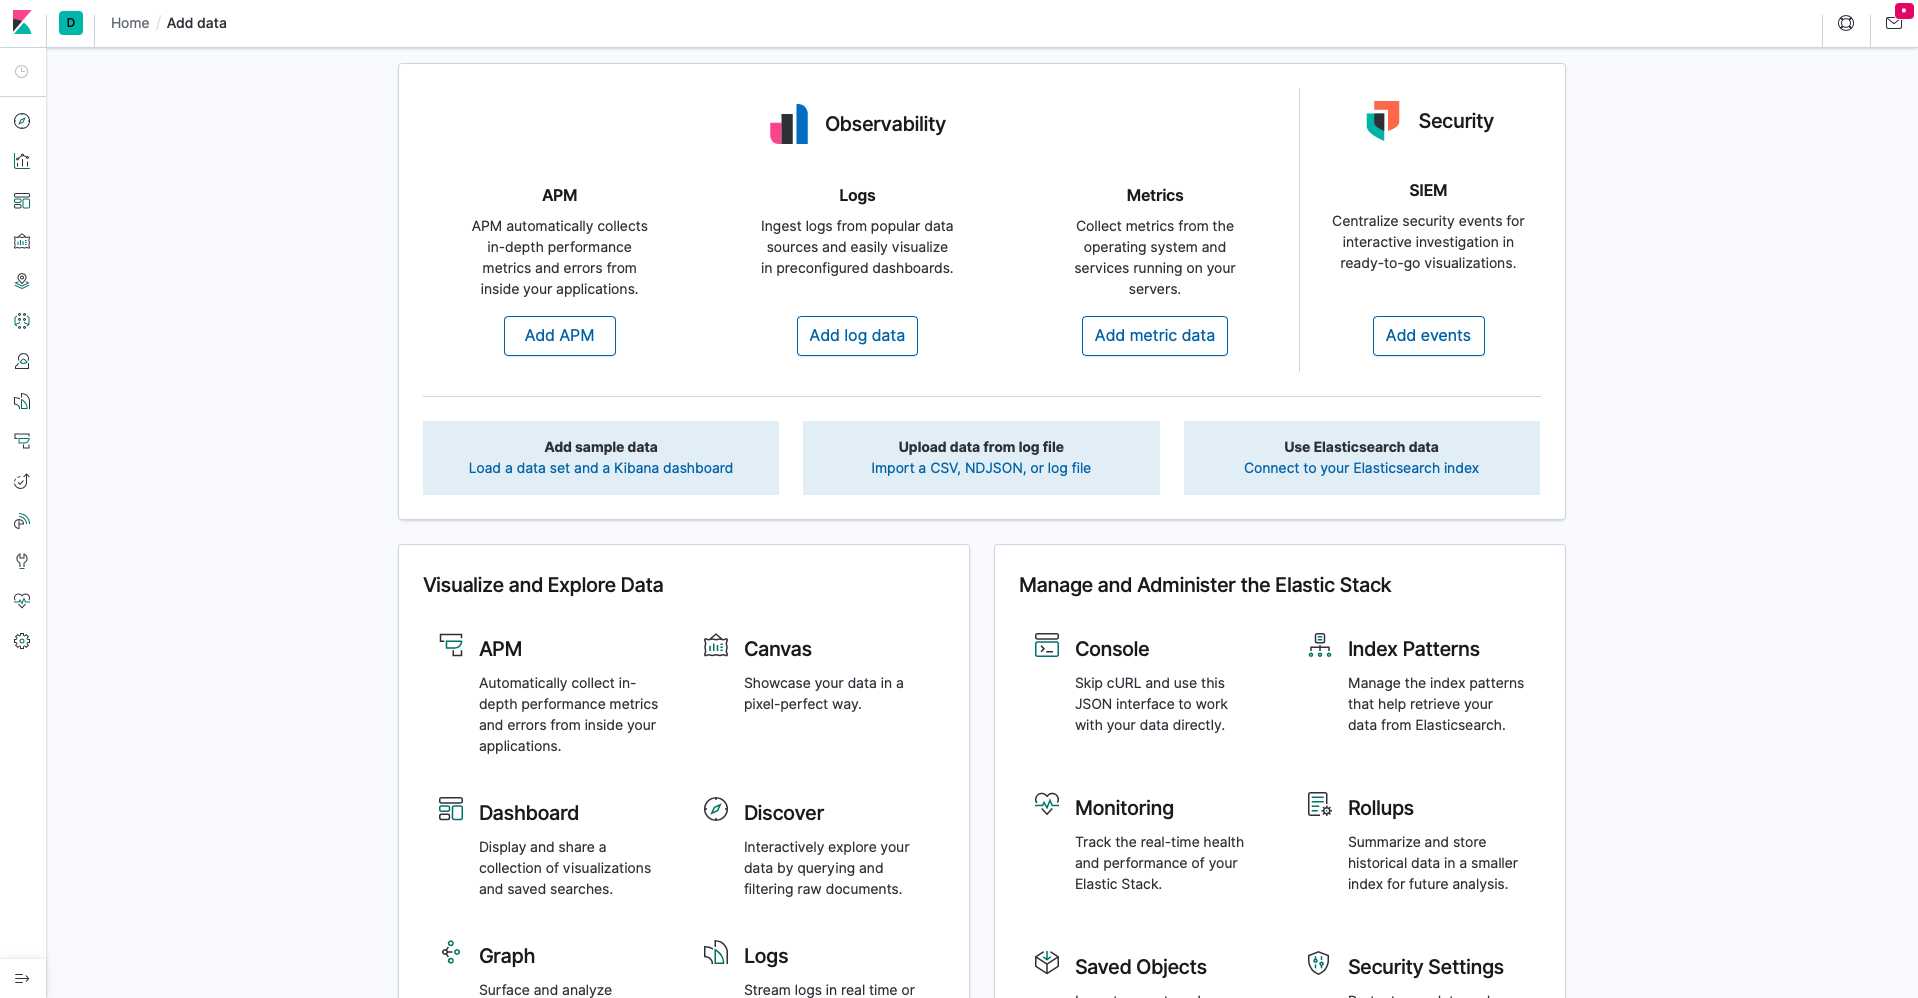 D
Home / Add data
Observability
Security
APM
APM automatically collects
in-depth performance
metrics and errors from
inside your applications.
Add APM
Logs
Ingest logs from popular data
sources and easily visualize
in preconfigured dashboards.
Add log data
Metrics
Collect metrics from the
operating system and
services running on your
servers.
Add metric data
SIEM
Centralize security events for
interactive investigation in
ready-to-go visualizations.
Add events
Add sample data
Load a data set and a Kibana dashboard
Upload data from log file
Import a CSV, NDJSON, or log file
Use Elasticsearch data
Connect to your Elasticsearch index
Visualize and Explore Data
APM
Automatically collect in-
depth performance metrics
and errors from inside your
applications.
Canvas
Showcase your data in a
pixel-perfect way.
Dashboard
Display and share a
collection of visualizations
and saved searches.
Discover
Interactively explore your
data by querying and
filtering raw documents.
Graph
Surface and analyze
Logs
Stream logs in real time or
Manage and Administer the Elastic Stack
Console
Skip cURL and use this
JSON interface to work
with your data directly.
Index Patterns
Manage the index patterns
that help retrieve your
data from Elasticsearch.
Monitoring
Track the real-time health
and performance of your
Elastic Stack.
Rollups
Summarize and store
historical data in a smaller
index for future analysis.
Saved Objects
Security Settings